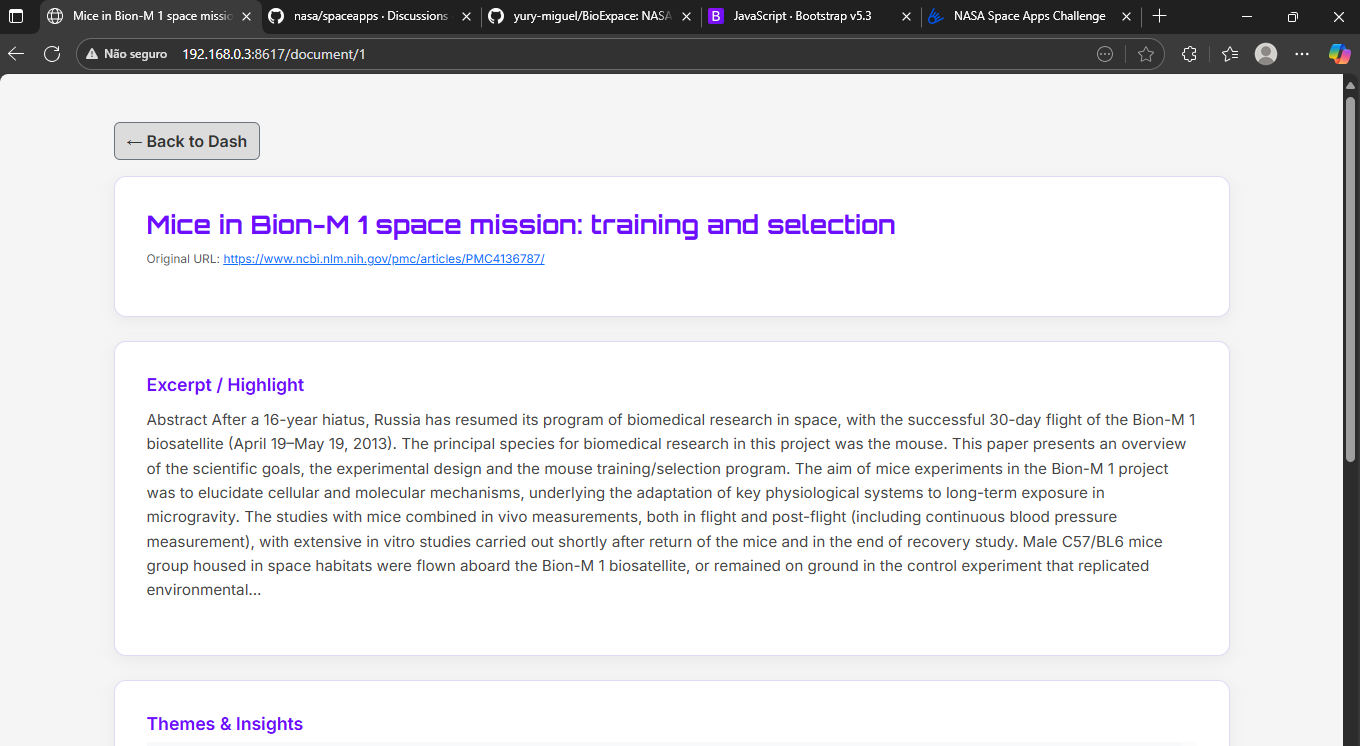 Mice in Bion-M 1 space missio
nasa/spaceapps · Discussions
yury-miguel/BioExpace: NASA
JavaScript · Bootstrap v5.3
NASA Space Apps Challenge
Não seguro
192.168.0.3:8617/document/1
← Back to Dash
Mice in Bion-M 1 space mission: training and selection
Original URL: https://www.ncbi.nlm.nih.gov/pmc/articles/PMC4136787/
Excerpt / Highlight
Abstract After a 16-year hiatus, Russia has resumed its program of biomedical research in space, with the successful 30-day flight of the Bion-M 1
biosatellite (April 19–May 19, 2013). The principal species for biomedical research in this project was the mouse. This paper presents an overview
of the scientific goals, the experimental design and the mouse training/selection program. The aim of mice experiments in the Bion-M 1 project
was to elucidate cellular and molecular mechanisms, underlying the adaptation of key physiological systems to long-term exposure in
microgravity. The studies with mice combined in vivo measurements, both in flight and post-flight (including continuous blood pressure
measurement), with extensive in vitro studies carried out shortly after return of the mice and in the end of recovery study. Male C57/BL6 mice
group housed in space habitats were flown aboard the Bion-M 1 biosatellite, or remained on ground in the control experiment that replicated
environmental...
Themes & Insights